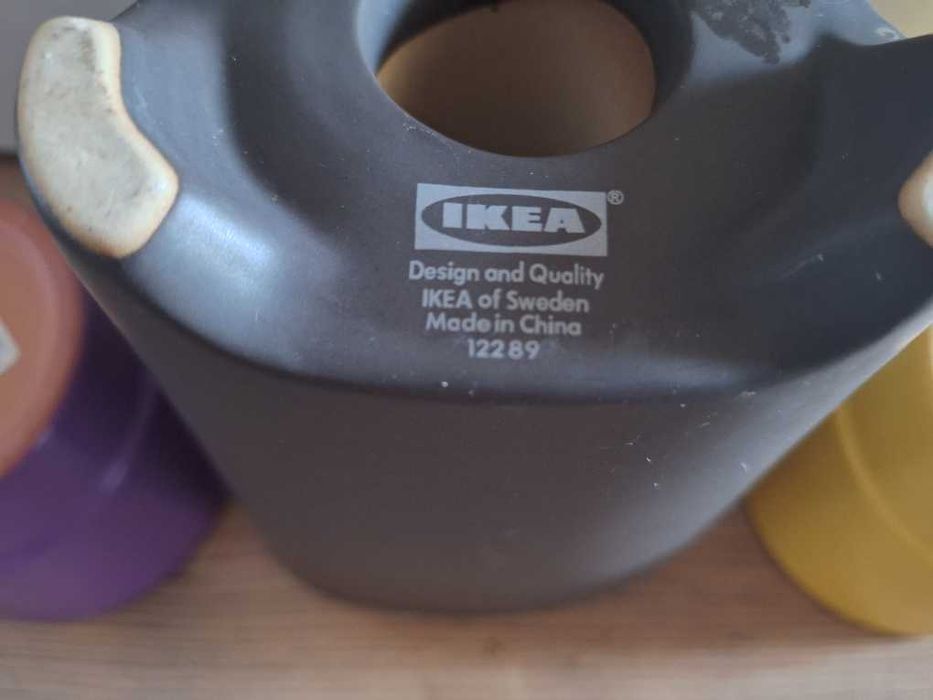 IKEA®
Design and Quality
IKEA of Sweden
Made in China
12289